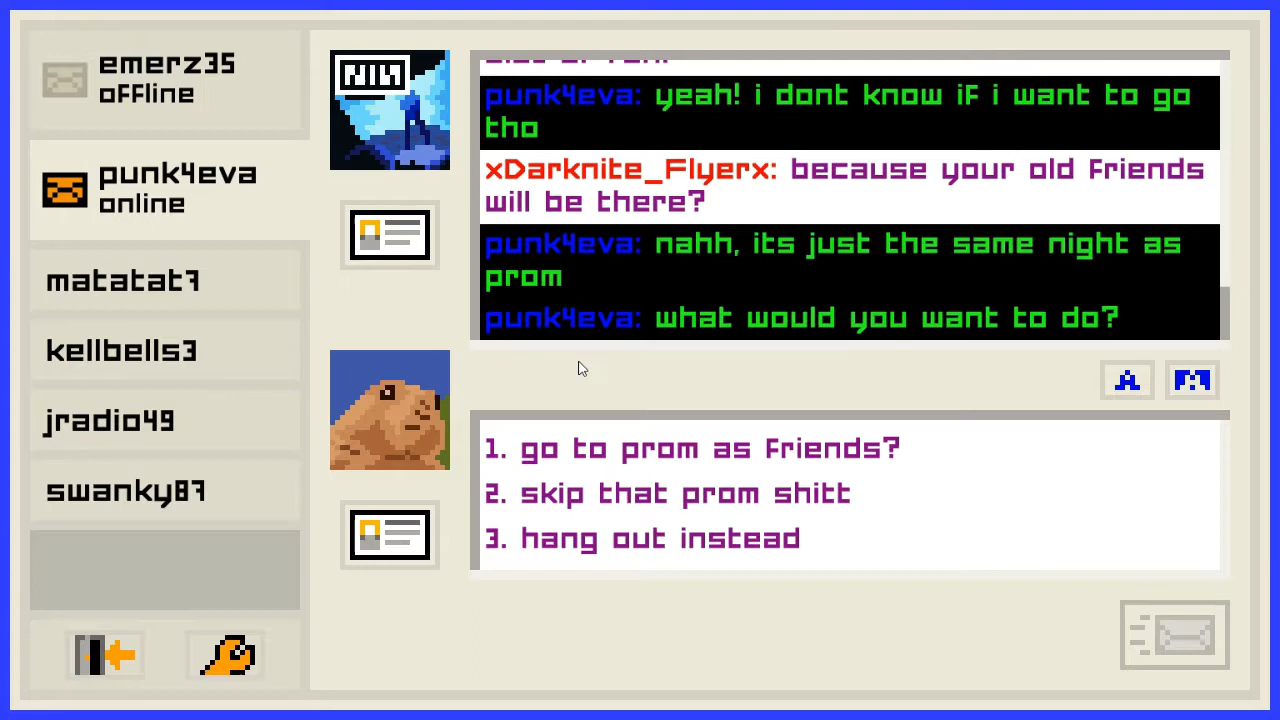 emerz35
offline
punk4eva
online
matatat7
kellbells3
jradio49
swanky87
NIN
punk4eva: yeah! i dont know if i want to go
tho
xDarknite_Flyerx: because your old friends
will be there?
punk4eva: nahh, its just the same night as
prom
punk4eva: what would you want to do?
A
1. go to prom as friends?
2. skip that prom shitt
3. hang out instead